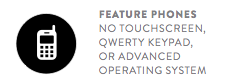 FEATURE PHONES
NO TOUCHSCREEN,
QWERTY KEYPAD,
OR ADVANCED
OPERATING SYSTEM